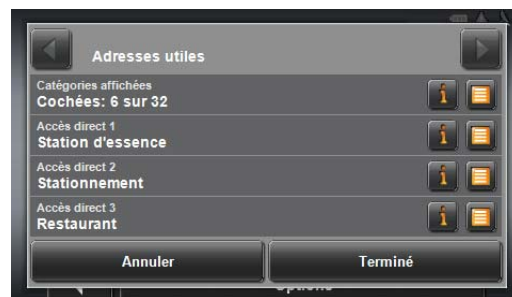 Adresses utiles
Catégories affichées
Cochées: 6 sur 32
Accès direct 1
Station d'essence
Accès direct 2
Stationnement
Accès direct 3
Restaurant
Annuler
Terminé